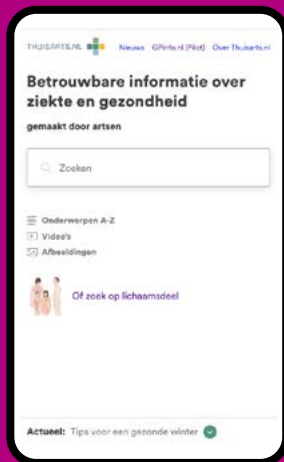 THUISARTS.NL Nieuws GPinfo.nl (Pilot) Over Thuisarts.nl
Betrouwbare informatie over
ziekte en gezondheid
gemaakt door artsen
Zoeken
Onderwerpen A-Z
Video's
Afbeeldingen
Of zoek op lichaamsdeel
Actueel: Tips voor een gezonde winter